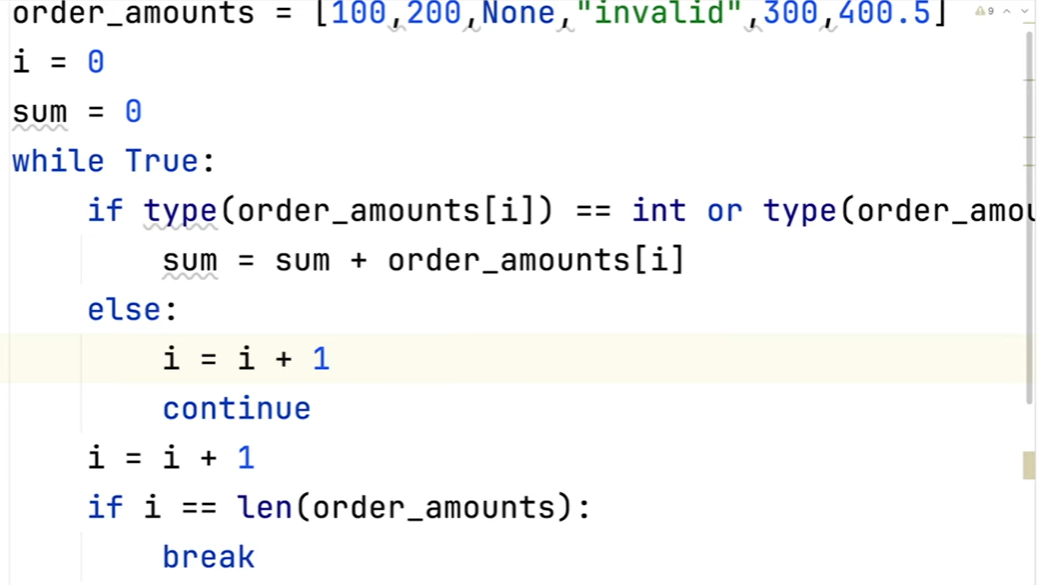 order_amounts = [100,200,None,"invalid",300,400.5]
9
i = 0
sum = 0
while True:
    if type(order_amounts[i]) == int or type(order_amou
        sum = sum + order_amounts[i]
    else:
        i = i + 1
        continue
    i = i + 1
    if i == len(order_amounts):
        break